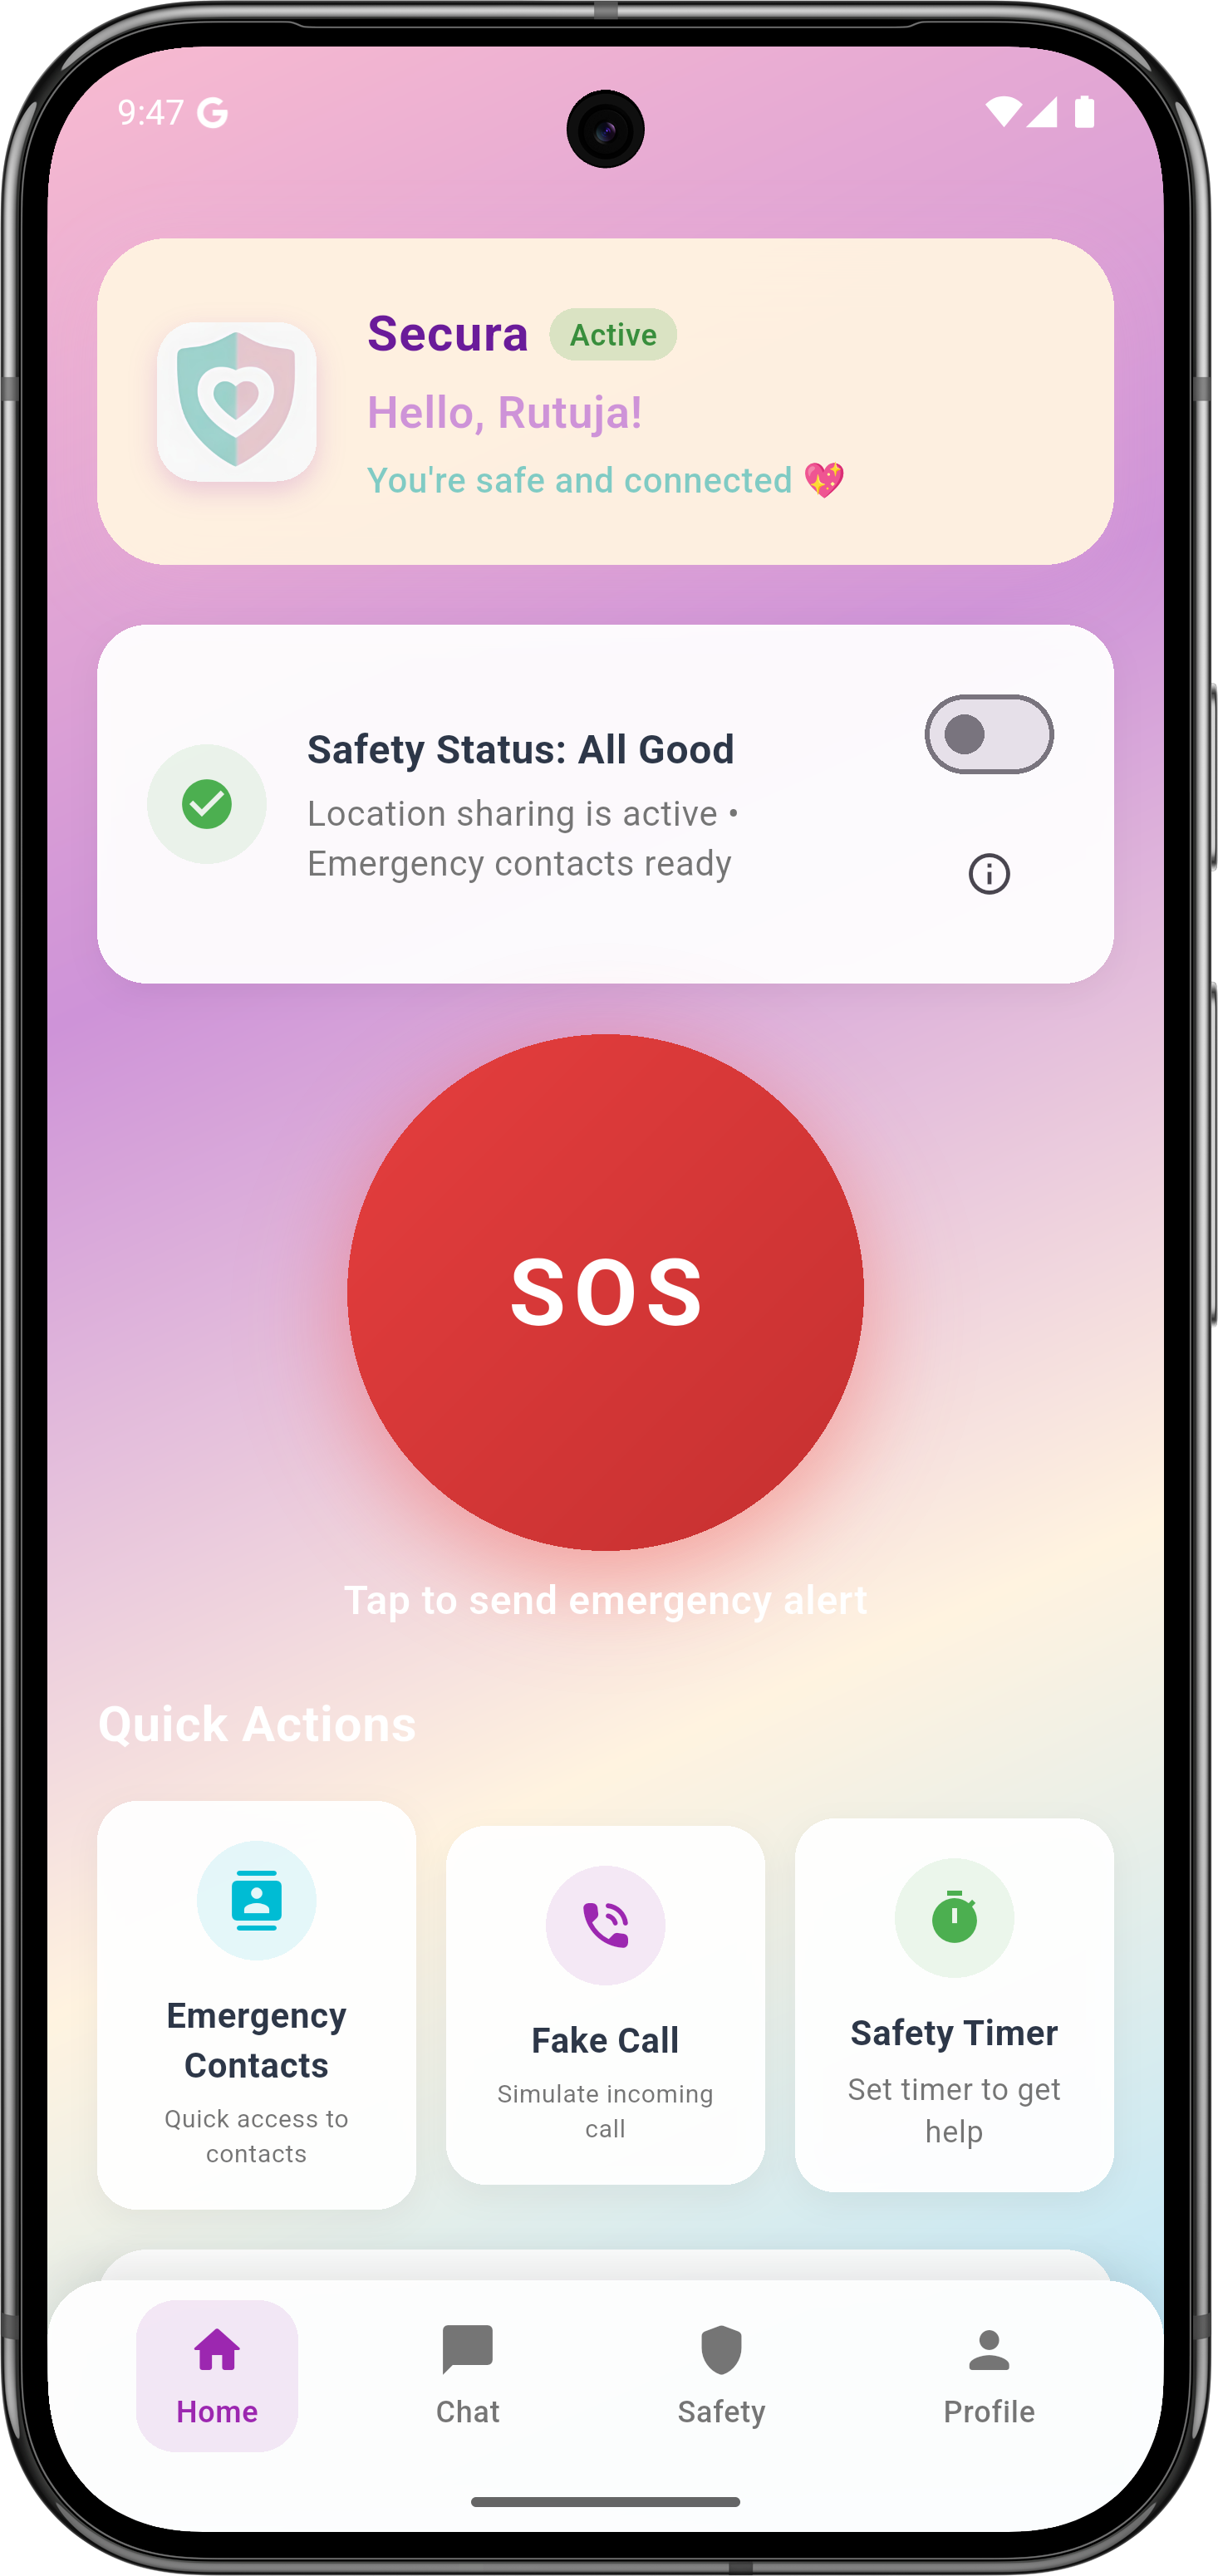 9:47
Secura Active
Hello, Rutuja!
You're safe and connected 💖
Safety Status: All Good
Location sharing is active •
Emergency contacts ready
SOS
Tap to send emergency alert
Quick Actions
Emergency
Contacts
Quick access to
contacts
Fake Call
Simulate incoming
call
Safety Timer
Set timer to get
help
Home
Chat
Safety
Profile